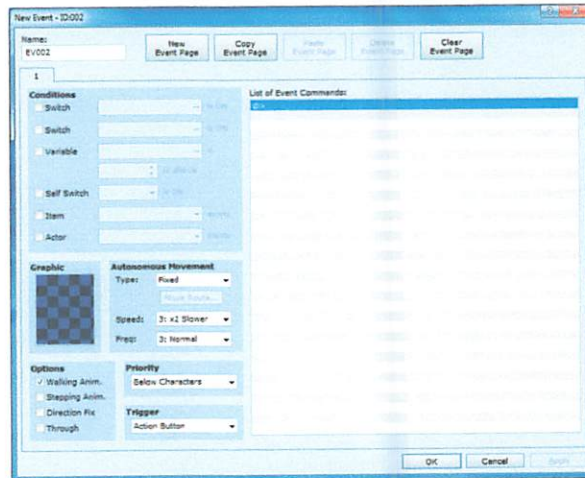 New Event - ID:002
Name:
EV002
New Event Page
Copy Event Page
Paste Event Page
Delete Event Page
Clear Event Page
1
Conditions
Switch
Switch
Variable
Self Switch
Item
Actor
List of Event Commands:
@>
Graphic
Autonomous Movement
Type: Fixed
Move Route...
Speed: 3: x2 Slower
Freq: 3: Normal
Options
Walking Anim.
Stepping Anim.
Direction Fix
Through
Priority
Below Characters
Trigger
Action Button
OK Cancel Apply